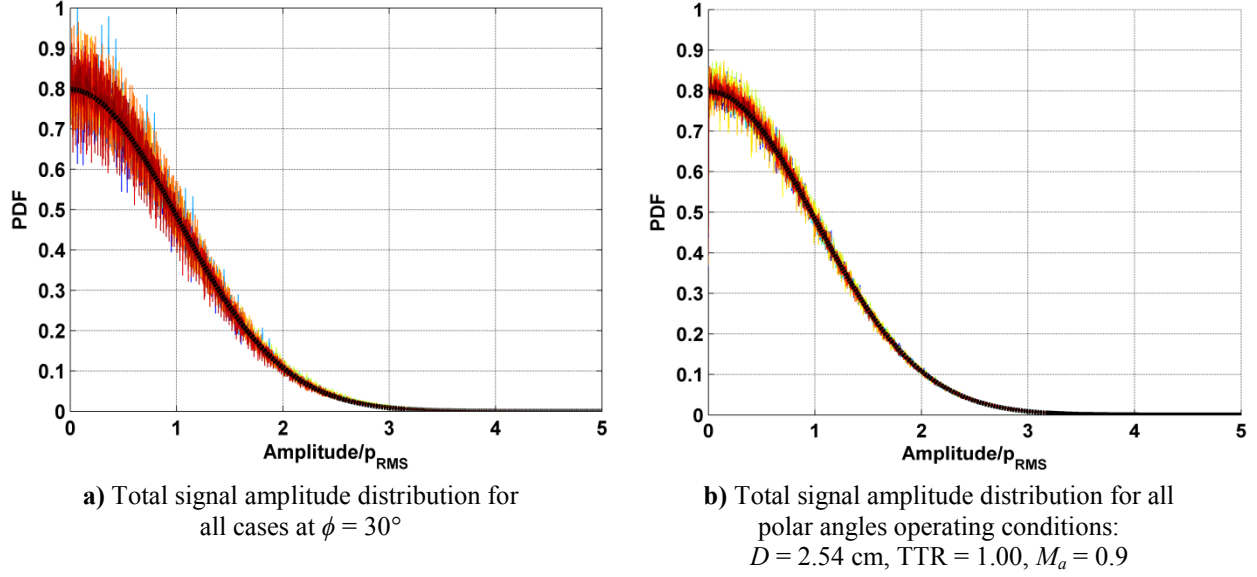 1
0.9
0.8
0.7
0.6
0.5
0.4
0.3
0.2
0.1
0
PDF
0 1 2 3 4 5
Amplitude/pRMS
a) Total signal amplitude distribution for
all cases at ϕ = 30°
1
0.9
0.8
0.7
0.6
0.5
0.4
0.3
0.2
0.1
0
PDF
0 1 2 3 4 5
Amplitude/pRMS
b) Total signal amplitude distribution for all
polar angles operating conditions:
D = 2.54 cm, TTR = 1.00, Ma = 0.9